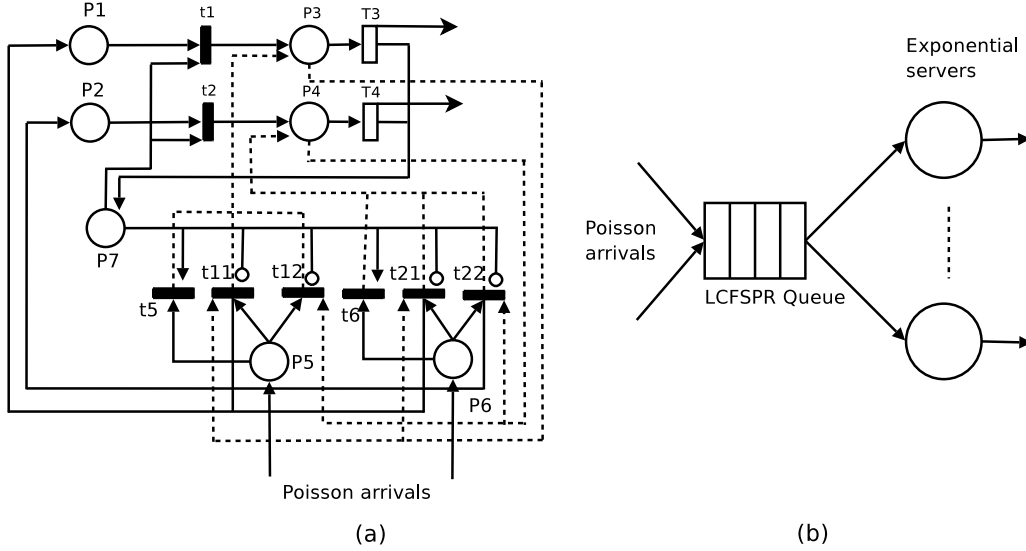 P1
t1
P3
T3
P2
t2
P4
T4
P7
t11
t12
t21
t22
t5
t6
P5
P6
Poisson arrivals
(a)
Exponential
servers
Poisson
arrivals
LCFSPR Queue
(b)